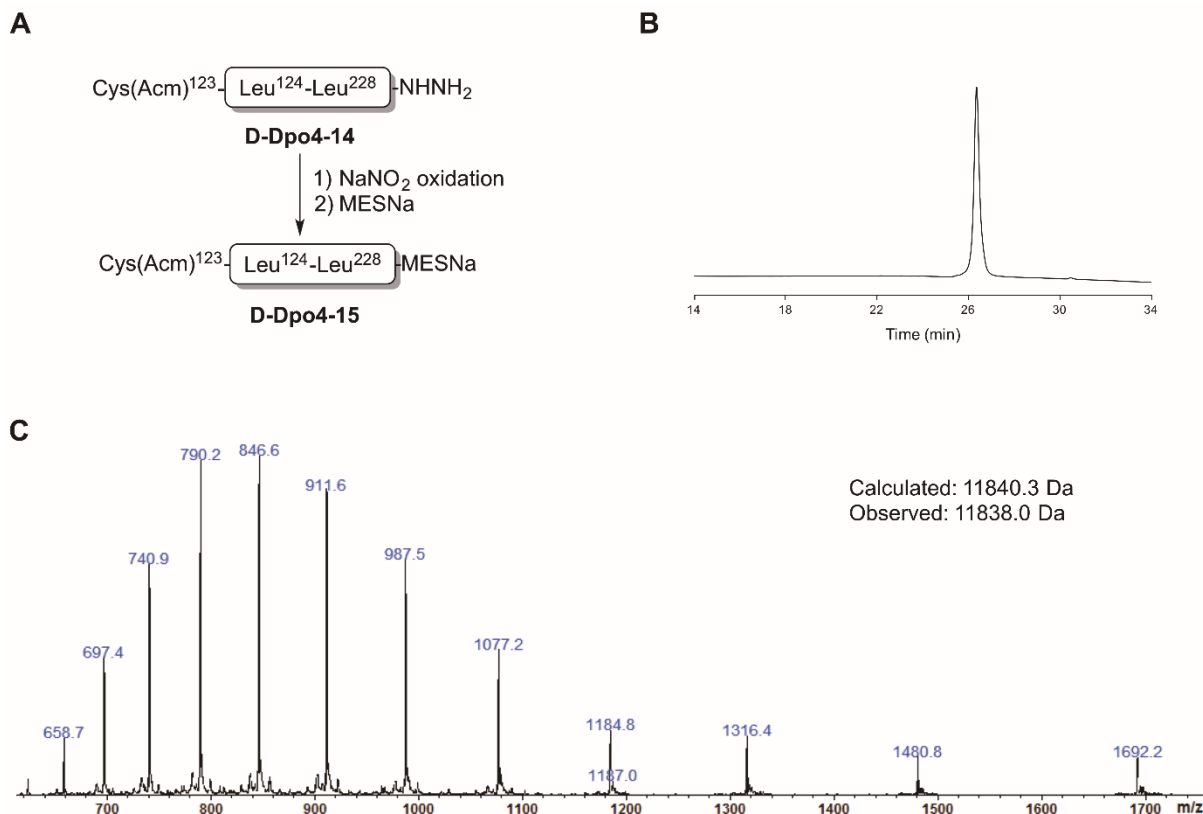 A
Cys(Acm)¹²³-Leu¹²⁴-Leu²²⁸-NHNH₂
D-Dpo4-14
1) NaNO₂ oxidation
2) MESNa
Cys(Acm)¹²³-Leu¹²⁴-Leu²²⁸-MESNa
D-Dpo4-15
B
14 18 22 26 30 34
Time (min)
C
658.7
697.4
740.9
790.2
846.6
911.6
987.5
1077.2
1184.8
1187.0
1316.4
1480.8
1692.2
Calculated: 11840.3 Da
Observed: 11838.0 Da
700 800 900 1000 1100 1200 1300 1400 1500 1600 1700 m/z